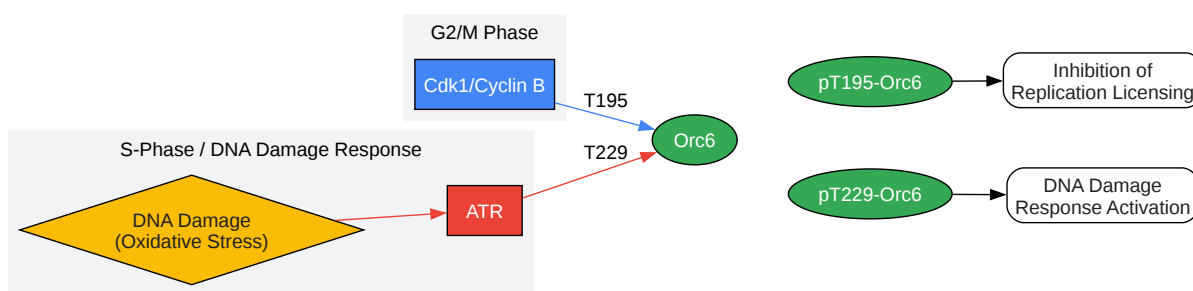 G2/M Phase
Cdk1/Cyclin B
T195
S-Phase / DNA Damage Response
DNA Damage
(Oxidative Stress)
ATR
T229
Orc6
pT195-Orc6
Inhibition of
Replication Licensing
pT229-Orc6
DNA Damage
Response Activation